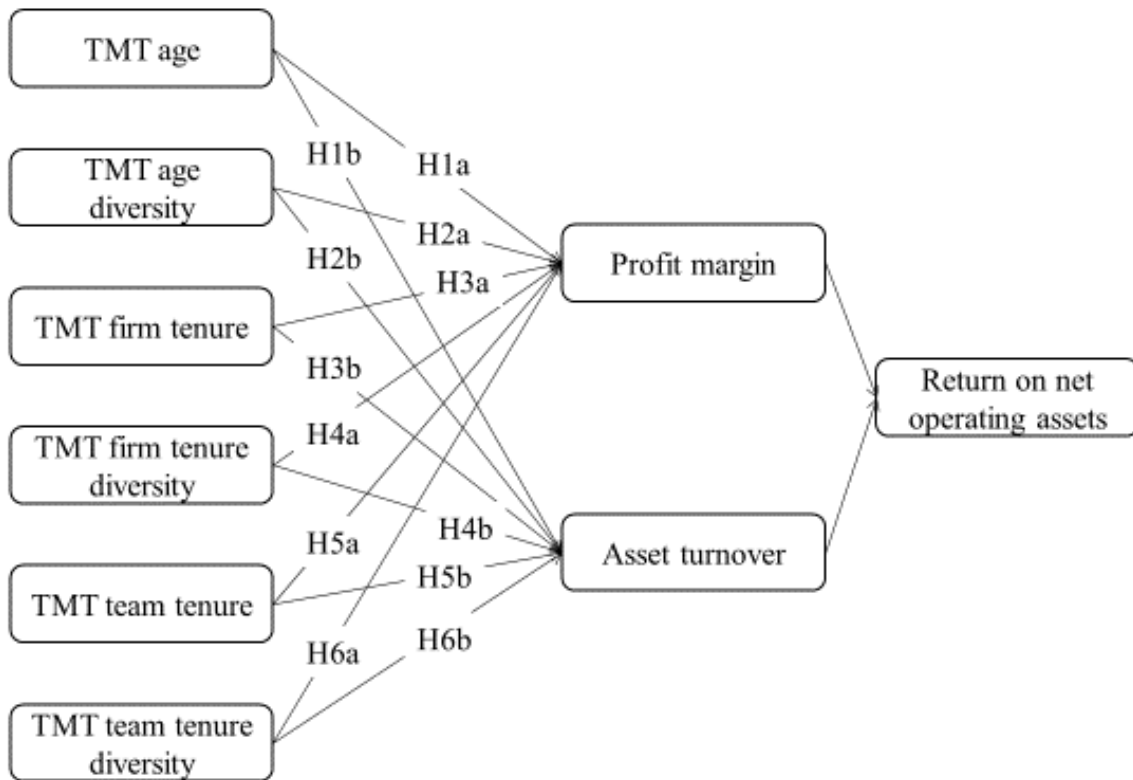 TMT age
H1b
H1a
TMT age
diversity
H2a
H2b
Profit margin
H3a
TMT firm tenure
H3b
Return on net
operating assets
H4a
TMT firm tenure
diversity
H4b
H5a
Asset turnover
H5b
TMT team tenure
H6b
H6a
TMT team tenure
diversity